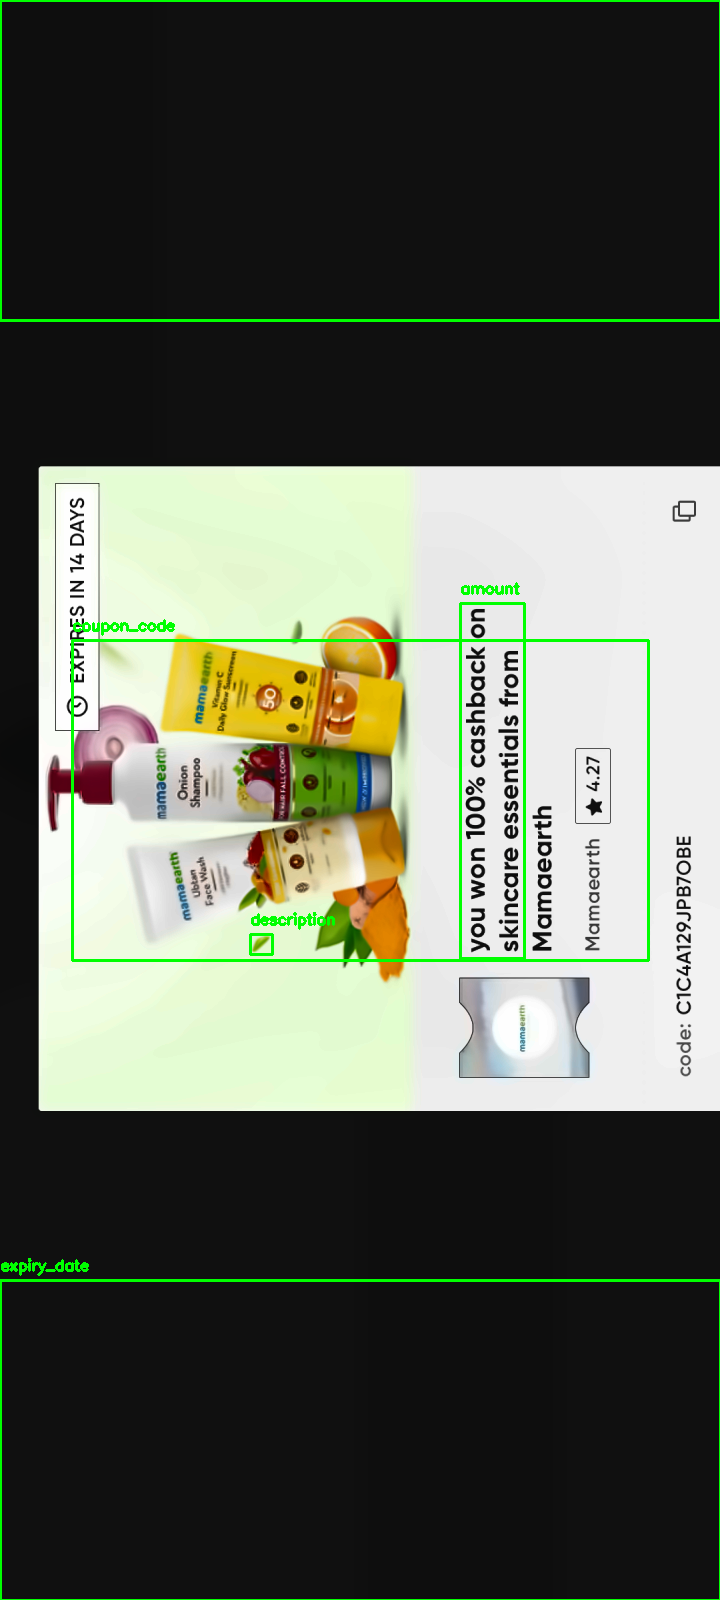 EXPIRES IN 14 DAYS
mamaearth
Ubtan
Face Wash
mamaearth
Onion
Shampoo
mamaearth
Vitamin C
Daily Glow Sunscreen
50
mamaearth
you won 100% cashback on
skincare essentials from
Mamaearth
Mamaearth ★ 4.27
code: C1C4A129JPB7OBE
coupon_code
amount
description
expiry_date